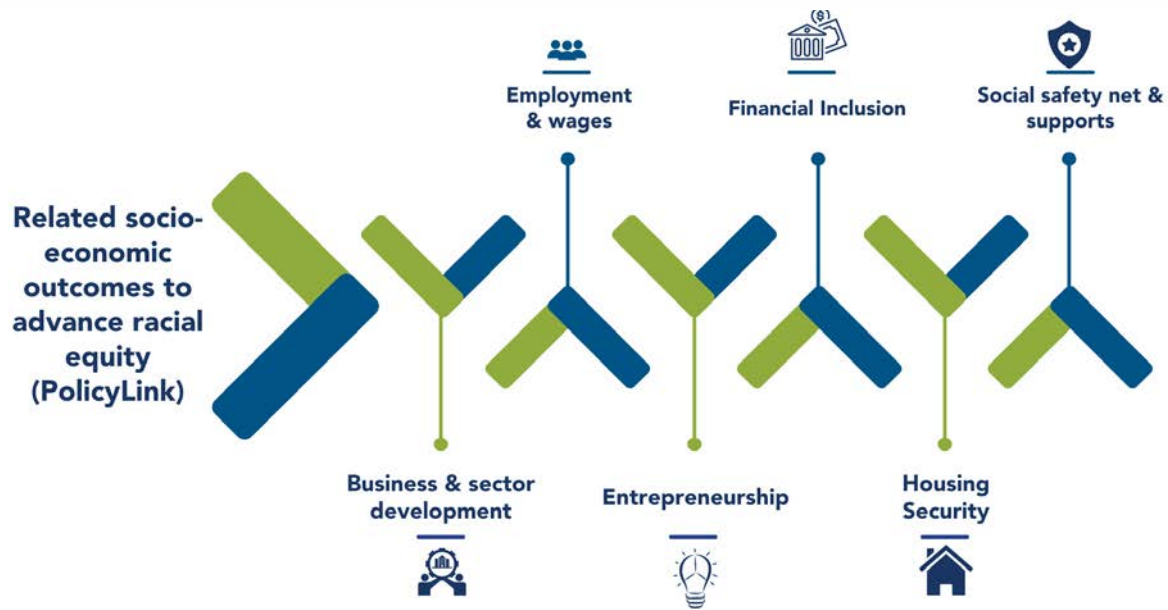 Related socio-
economic
outcomes to
advance racial
equity
(PolicyLink)
Employment
& wages
Financial Inclusion
Social safety net &
supports
Business & sector
development
Entrepreneurship
Housing
Security